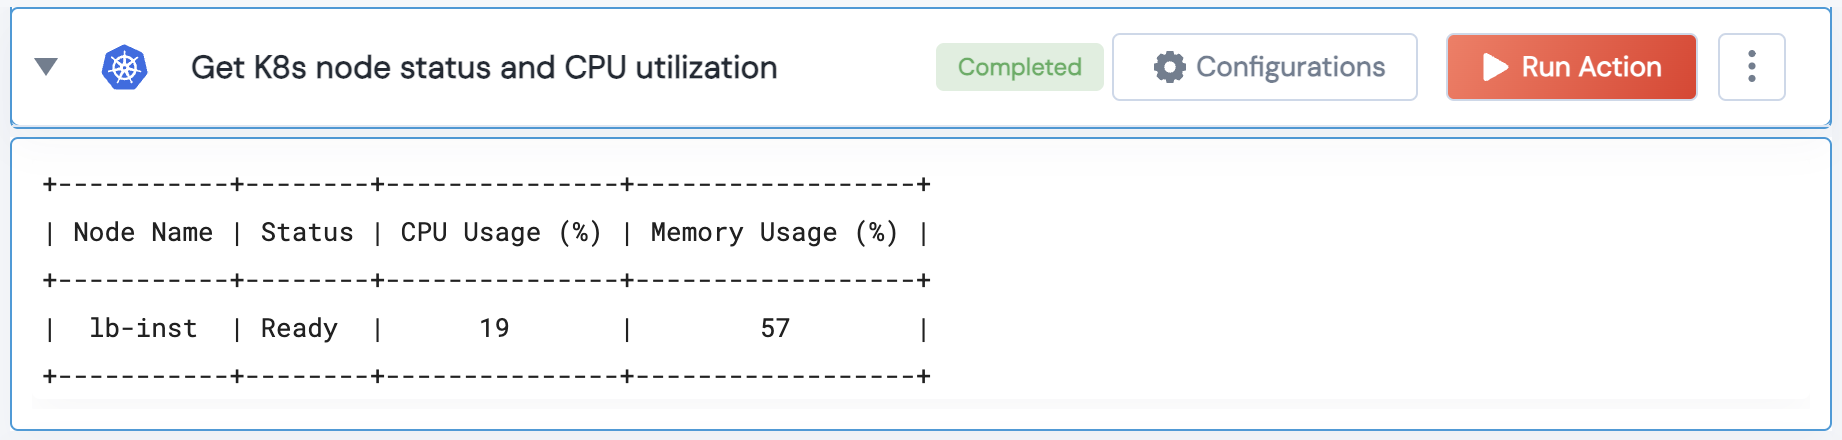 Get K8s node status and CPU utilization Completed Configurations Run Action
+-----------+--------+---------------+------------------+
| Node Name | Status | CPU Usage (%) | Memory Usage (%) |
+-----------+--------+---------------+------------------+
|  lb-inst  | Ready  |      19       |        57        |
+-----------+--------+---------------+------------------+